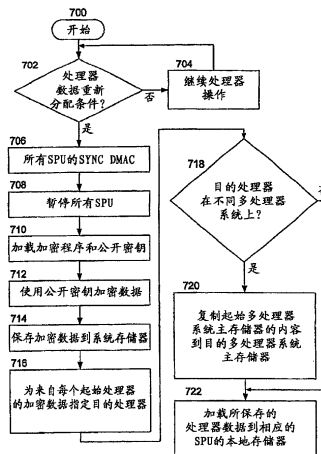 700
开始
702
处理器
数据重新
分配条件?
否
704
继续处理器
操作
是
706
所有SPU的SYNC DMAC
708
暂停所有SPU
710
加载加密程序和公开密钥
712
使用公开密钥加密数据
714
保存加密数据到系统存储器
716
为来自每个起始处理器
的加密数据指定目的处理器
718
目的处理器
在不同多处理器
系统上?
是
720
复制起始多处理器
系统主存储器的内容
到目的多处理器系统
主存储器
722
加载所保存的
处理器数据到相应的
SPU的本地存储器